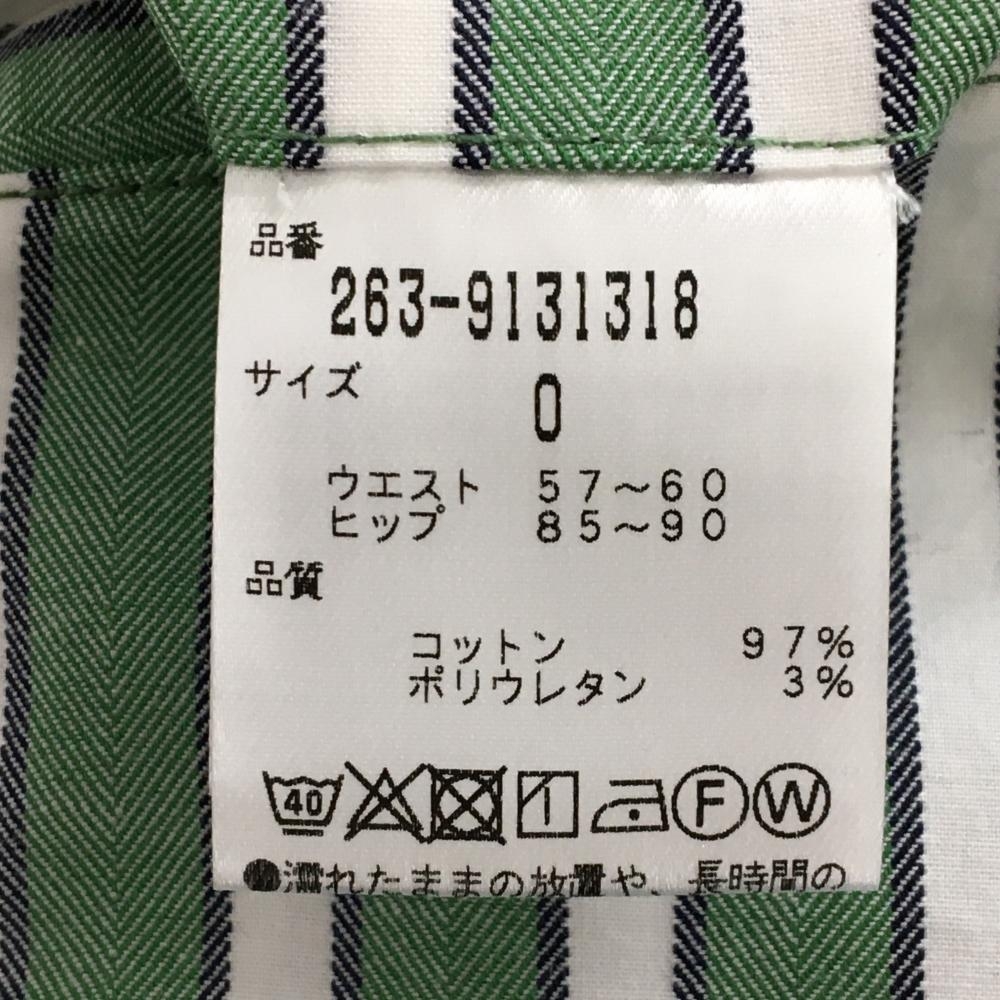 品番
263-9131318
サイズ
0
ウエスト 57～60
ヒップ 85～90
品質
コットン 97%
ポリウレタン 3%
40 F W
●濡れたままの放置や、長時間の